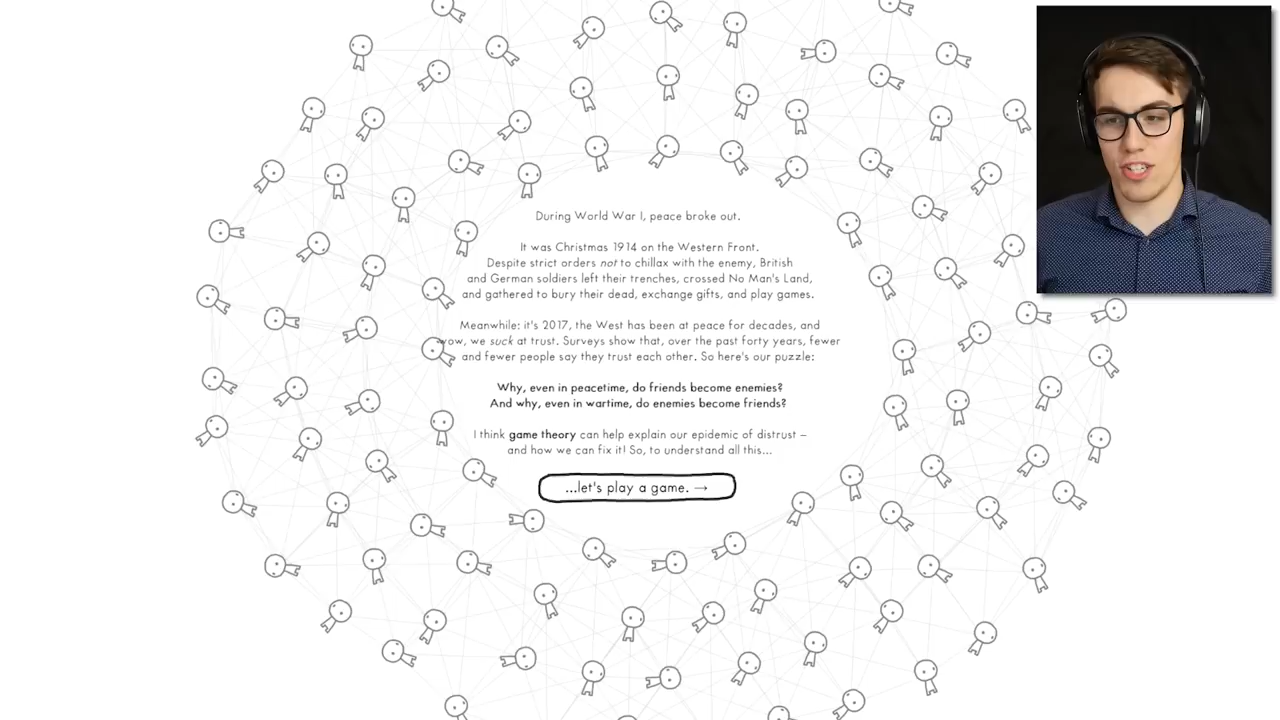 During World War I, peace broke out.
It was Christmas 1914 on the Western Front.
Despite strict orders not to chillax with the enemy, British
and German soldiers left their trenches, crossed No Man's Land,
and gathered to bury their dead, exchange gifts, and play games.
Meanwhile: it's 2017, the West has been at peace for decades, and
wow, we suck at trust. Surveys show that, over the past forty years, fewer
and fewer people say they trust each other. So here's our puzzle:
Why, even in peacetime, do friends become enemies?
And why, even in wartime, do enemies become friends?
I think game theory can help explain our epidemic of distrust –
and how we can fix it! So, to understand all this...
...let's play a game. →